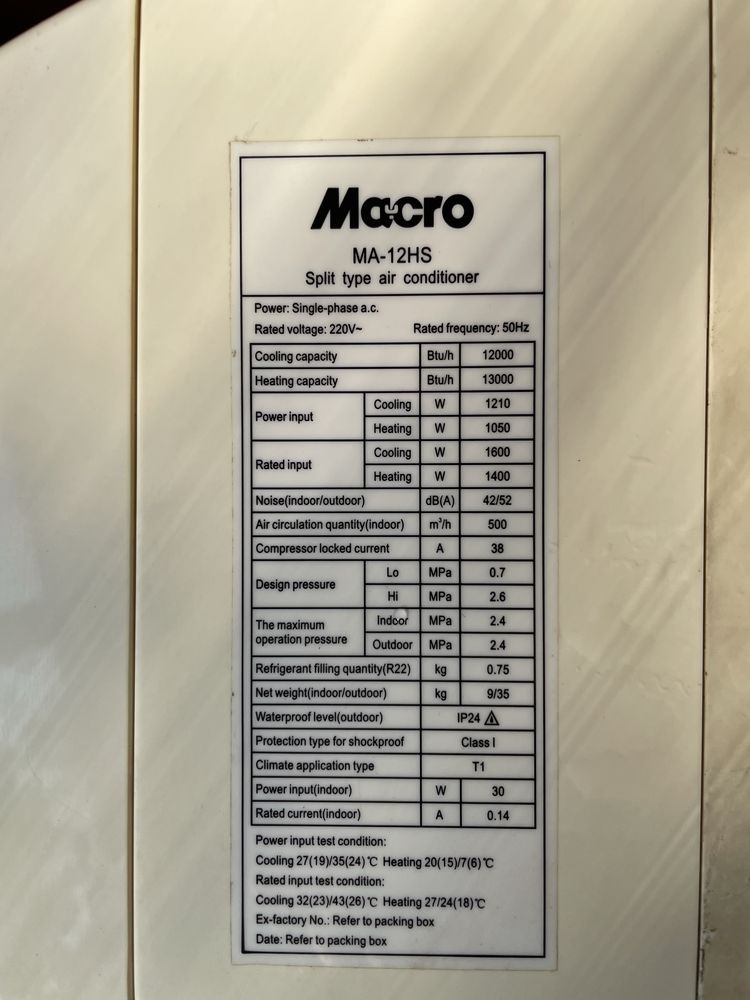 Macro
MA-12HS
Split type air conditioner
Power: Single-phase a.c.
Rated voltage: 220V~ Rated frequency: 50Hz
Cooling capacity Btu/h 12000
Heating capacity Btu/h 13000
Power input Cooling W 1210
Heating W 1050
Rated input Cooling W 1600
Heating W 1400
Noise(indoor/outdoor) dB(A) 42/52
Air circulation quantity(indoor) m³/h 500
Compressor locked current A 38
Design pressure Lo MPa 0.7
Hi MPa 2.6
The maximum
operation pressure Indoor MPa 2.4
Outdoor MPa 2.4
Refrigerant filling quantity(R22) kg 0.75
Net weight(indoor/outdoor) kg 9/35
Waterproof level(outdoor) IP24
Protection type for shockproof Class I
Climate application type T1
Power input(indoor) W 30
Rated current(indoor) A 0.14
Power input test condition:
Cooling 27(19)/35(24)℃ Heating 20(15)/7(6)℃
Rated input test condition:
Cooling 32(23)/43(26)℃ Heating 27/24(18)℃
Ex-factory No.: Refer to packing box
Date: Refer to packing box